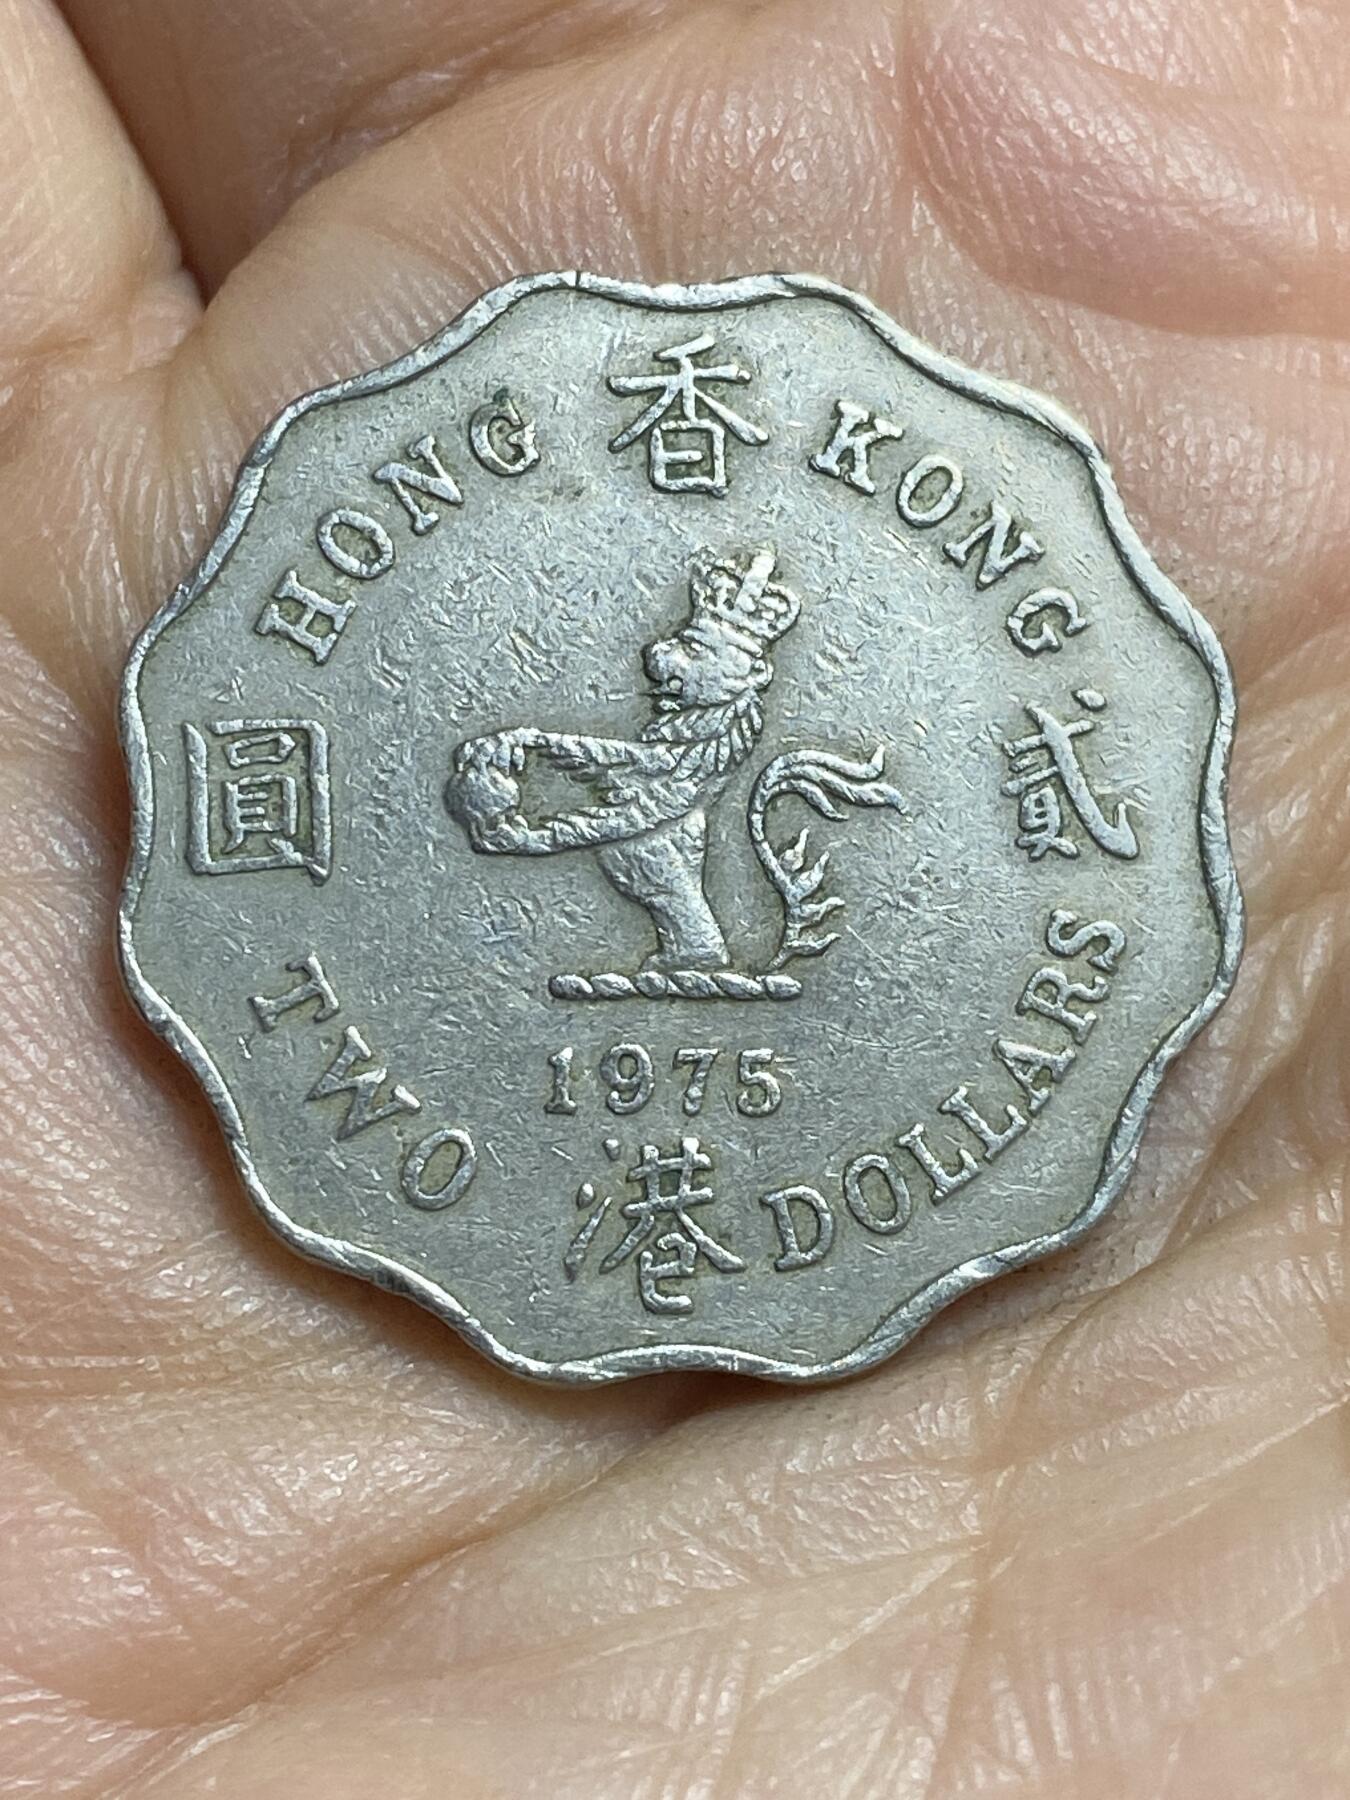 HONG 香 KONG
圓 貳
1975
港
TWO DOLLARS